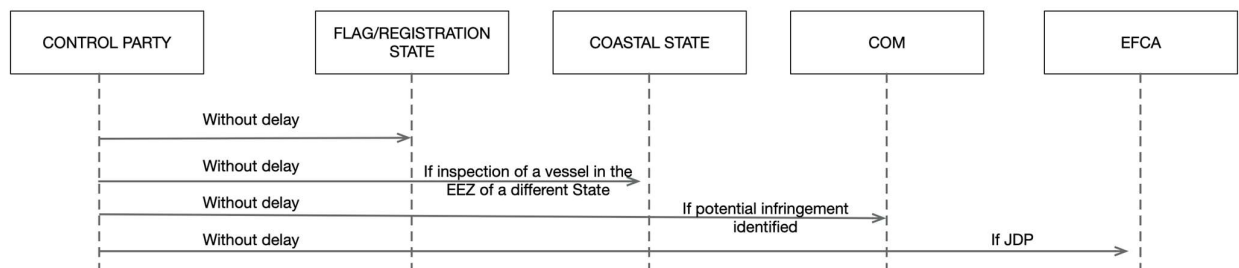 CONTROL PARTY
FLAG/REGISTRATION
STATE
COASTAL STATE
COM
EFCA
Without delay
Without delay
If inspection of a vessel in the
EEZ of a different State
Without delay
If potential infringement
identified
Without delay
If JDP